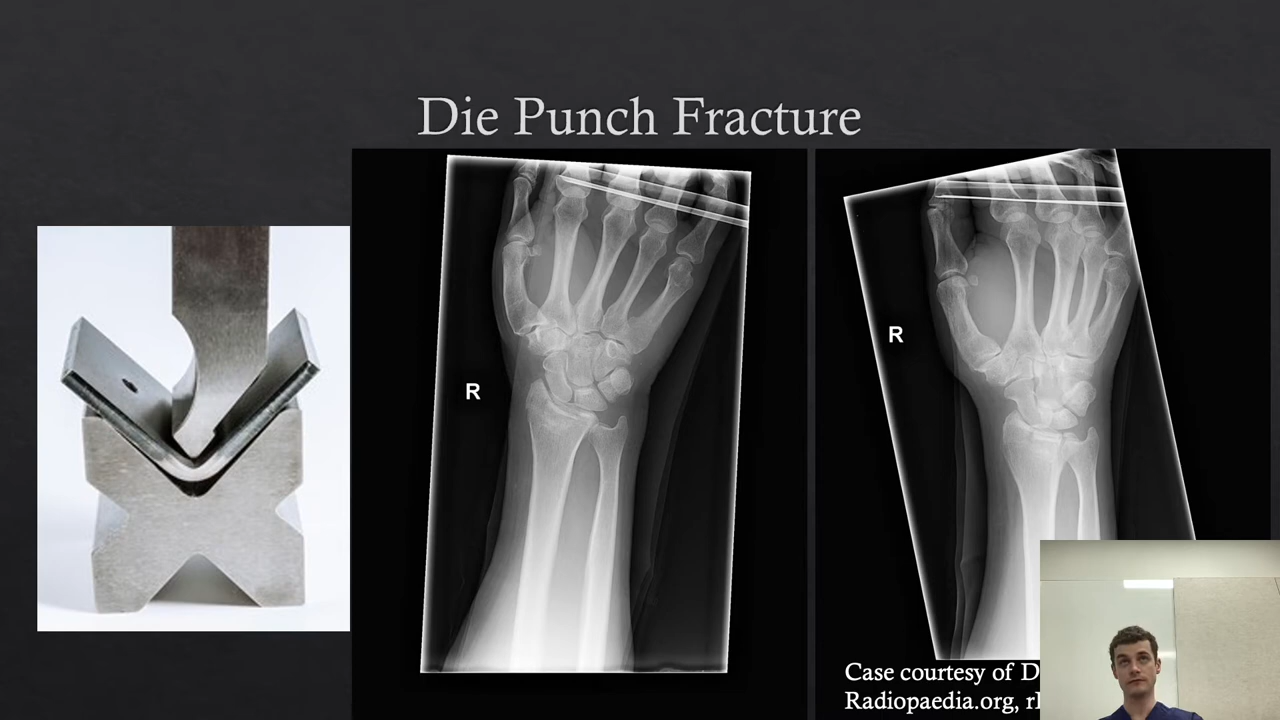 Die Punch Fracture
R
R
Case courtesy of
Radiopaedia.org,